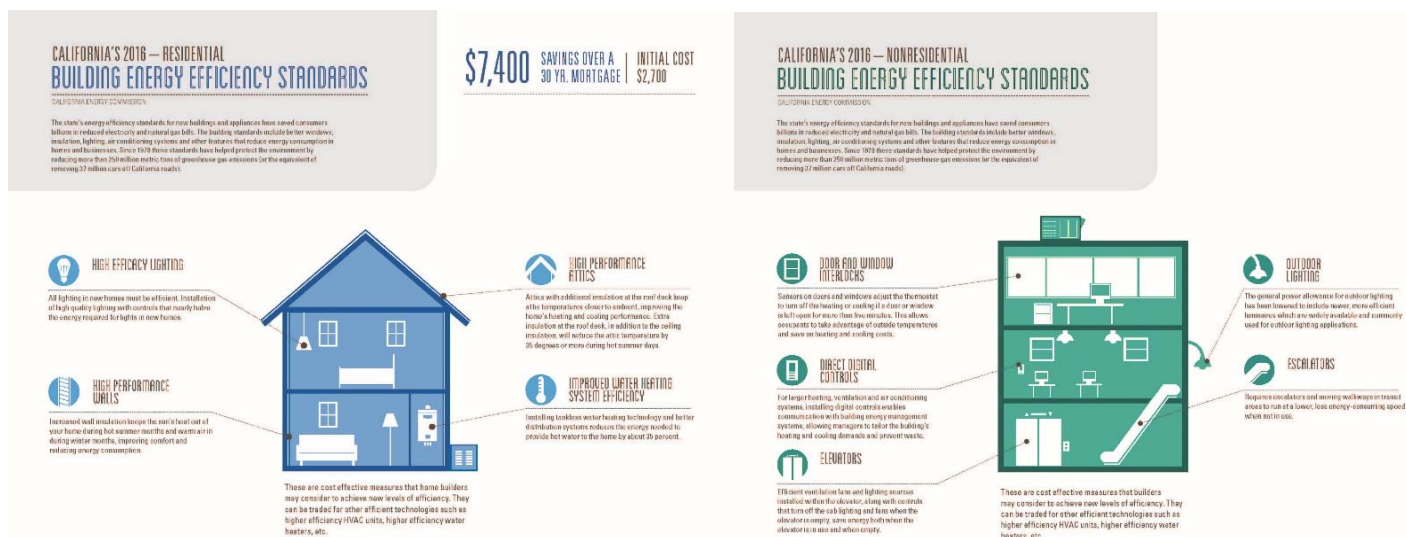 CALIFORNIA'S 2016 — RESIDENTIAL
BUILDING ENERGY EFFICIENCY STANDARDS
CALIFORNIA ENERGY COMMISSION
The state's energy efficiency standards for new buildings and appliances have saved consumers
billions in reduced electricity and natural gas bills. The building standards include better windows,
insulation, lighting, air conditioning systems and other features that reduce energy consumption in
homes and businesses. Since 1978 these standards have helped protect the environment by
reducing more than 250 million metric tons of greenhouse gas emissions (or the equivalent of
removing 37 million cars off California roads).
$7,400
SAVINGS OVER A
30 YR. MORTGAGE
INITIAL COST
$2,700
HIGH EFFICACY LIGHTING
All lighting in new homes must be efficient. Installation
of high quality lighting with controls that nearly halve
the energy required for lights in new homes.
HIGH PERFORMANCE
WALLS
Increased wall insulation keeps the sun's heat out of
your home during hot summer months and warm air in
during winter months, improving comfort and
reducing energy consumption.
HIGH PERFORMANCE
ATTICS
Attics with additional insulation at the roof deck keep
attic temperatures closer to ambient, improving the
home's heating and cooling performance. Extra
insulation at the roof deck, in addition to the ceiling
insulation, will reduce the attic temperature by
35 degrees or more during hot summer days.
IMPROVED WATER HEATING
SYSTEM EFFICIENCY
Installing tankless water heating technology and better
distribution systems reduces the energy needed to
provide hot water to the home by about 35 percent.
These are cost effective measures that home builders
may consider to achieve new levels of efficiency. They
can be traded for other efficient technologies such as
higher efficiency HVAC units, higher efficiency water
heaters, etc.
CALIFORNIA'S 2016 — NONRESIDENTIAL
BUILDING ENERGY EFFICIENCY STANDARDS
CALIFORNIA ENERGY COMMISSION
The state's energy efficiency standards for new buildings and appliances have saved consumers
billions in reduced electricity and natural gas bills. The building standards include better windows,
insulation, lighting, air conditioning systems and other features that reduce energy consumption in
homes and businesses. Since 1978 these standards have helped protect the environment by
reducing more than 250 million metric tons of greenhouse gas emissions (or the equivalent of
removing 37 million cars off California roads).
DOOR AND WINDOW
INTERLOCKS
Sensors on doors and windows adjust the thermostat
to turn off the heating or cooling if a door or window
is left open for more than five minutes. This allows
occupants to take advantage of outside temperatures
and save on heating and cooling costs.
DIRECT DIGITAL
CONTROLS
For larger heating, ventilation and air conditioning
systems, installing digital controls enables
communication with building energy management
systems, allowing managers to tailor the building's
heating and cooling demands and prevent waste.
ELEVATORS
Efficient ventilation fans and lighting sources
installed within the elevator, along with controls
that turn off the cab lighting and fans when the
elevator is empty, save energy both when the
elevator is in use and when empty.
OUTDOOR
LIGHTING
The general power allowance for outdoor lighting
has been lowered to include newer, more efficient
luminaires which are widely available and commonly
used for outdoor lighting applications.
ESCALATORS
Requires escalators and moving walkways in transit
areas to run at a lower, less energy-consuming speed
when not in use.
These are cost effective measures that builders
may consider to achieve new levels of efficiency. They
can be traded for other efficient technologies such as
higher efficiency HVAC units, higher efficiency water
heaters, etc.